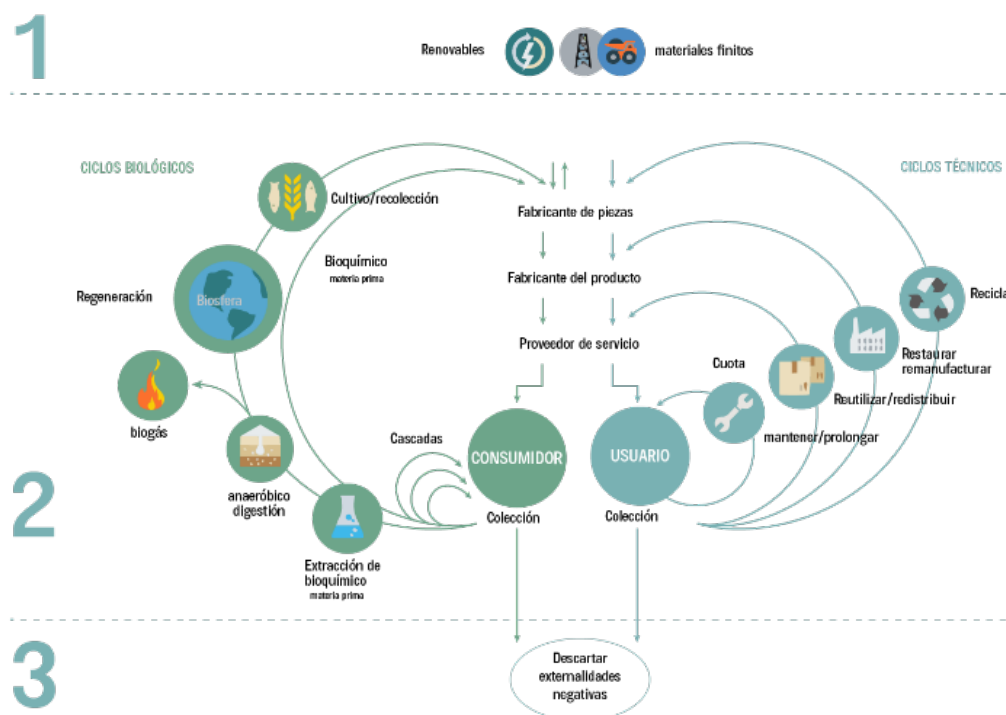 1
Renovables
materiales finitos
CICLOS BIOLÓGICOS
CICLOS TÉCNICOS
Cultivo/recolección
Fabricante de piezas
Bioquímico
materia prima
Regeneración
Biosfera
Fabricante del producto
Recicla
Proveedor de servicio
Restaurar
remanufacturar
Cuota
Reutilizar/redistribuir
biogás
mantener/prolongar
Cascadas
CONSUMIDOR
USUARIO
2
anaeróbico
digestión
Colección
Colección
Extracción de
bioquímico
materia prima
3
Descartar
externalidades
negativas